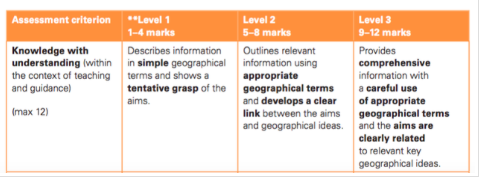 Assessment criterion
**Level 1
1–4 marks
Level 2
5–8 marks
Level 3
9–12 marks
Knowledge with
understanding (within
the context of teaching
and guidance)
(max 12)
Describes information
in simple geographical
terms and shows a
tentative grasp of the
aims.
Outlines relevant
information using
appropriate
geographical terms
and develops a clear
link between the aims
and geographical ideas.
Provides
comprehensive
information with
a careful use
of appropriate
geographical terms
and the aims are
clearly related
to relevant key
geographical ideas.